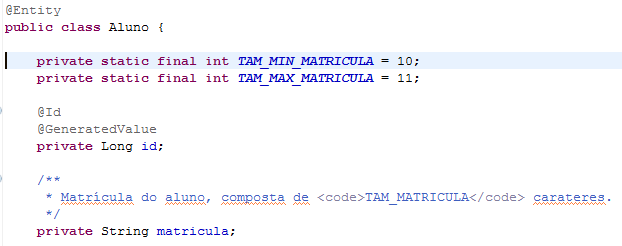 @Entity
public class Aluno {
private static final int TAM_MIN_MATRICULA = 10;
private static final int TAM_MAX_MATRICULA = 11;
@Id
@GeneratedValue
private Long id;
/**
* Matrícula do aluno, composta de <code>TAM_MATRICULA</code> carateres.
*/
private String matricula;